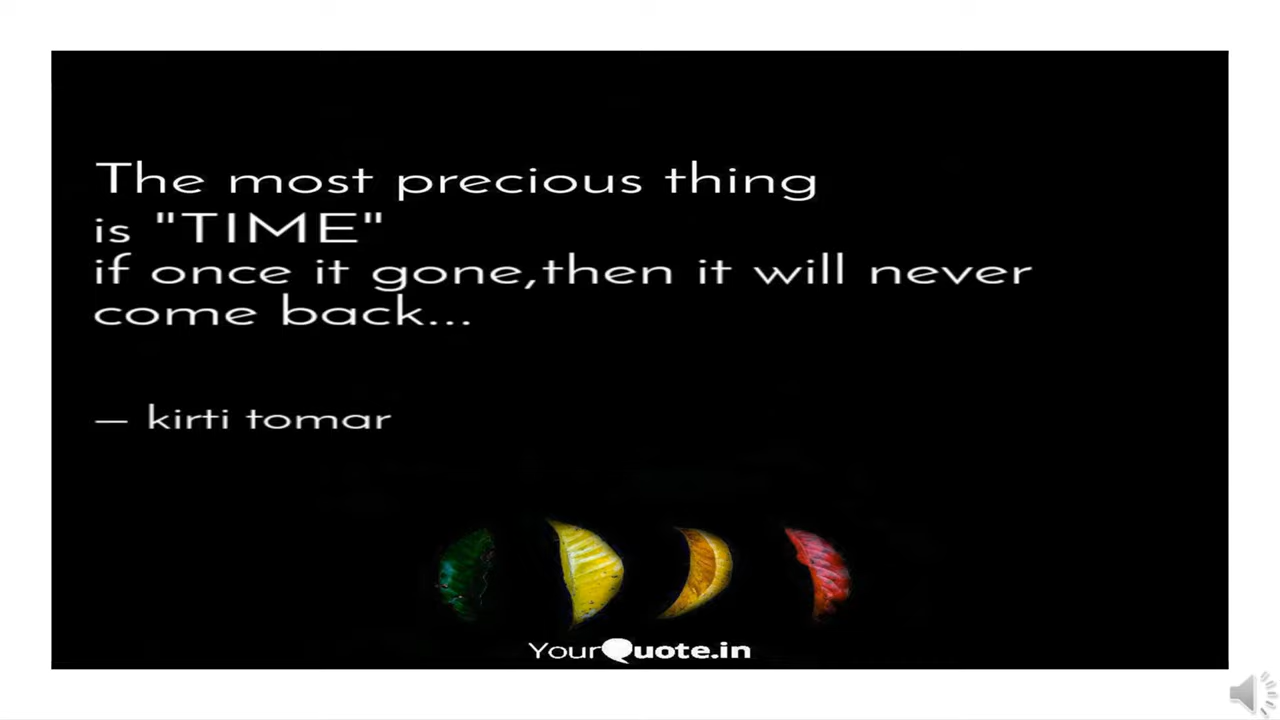 The most precious thing
is "TIME"
if once it gone,then it will never
come back...
— kirti tomar
YourQuote.in